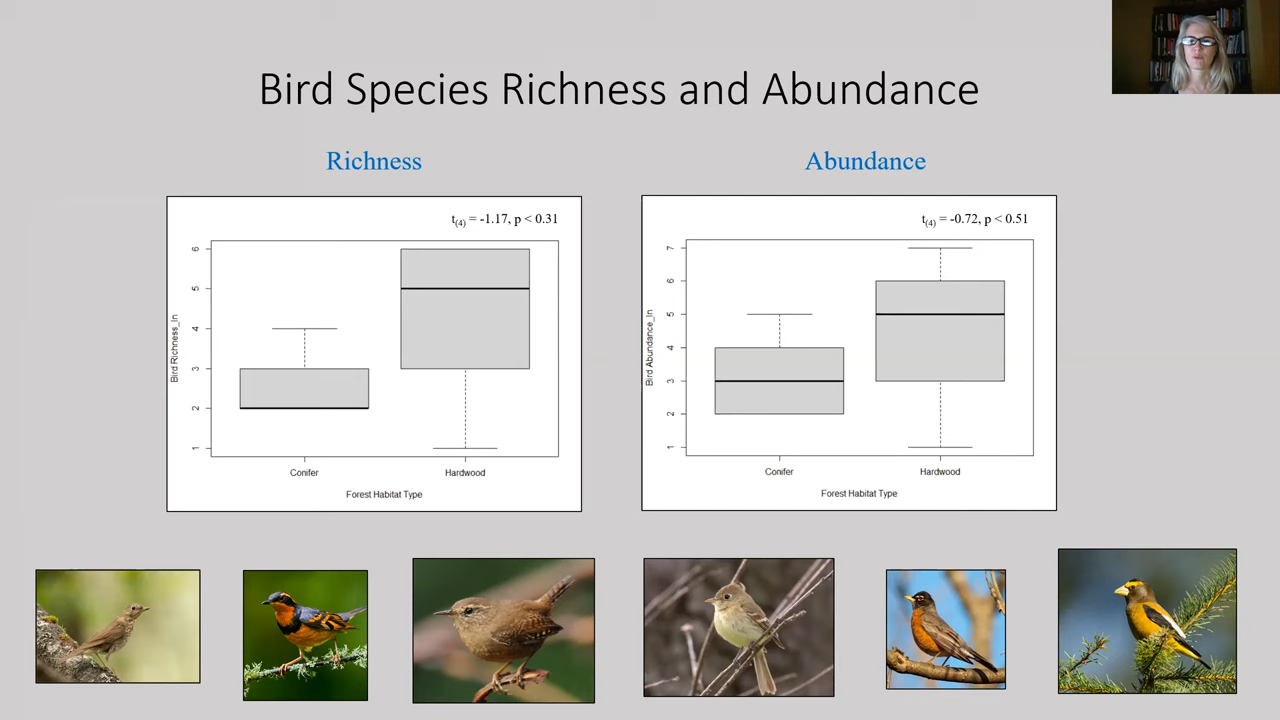 Bird Species Richness and Abundance
Richness
t(4) = -1.17, p < 0.31
Bird Richness_ln
6
5
4
3
2
1
Conifer
Hardwood
Forest Habitat Type
Abundance
t(4) = -0.72, p < 0.51
Bird Abundance_ln
7
6
5
4
3
2
1
Conifer
Hardwood
Forest Habitat Type